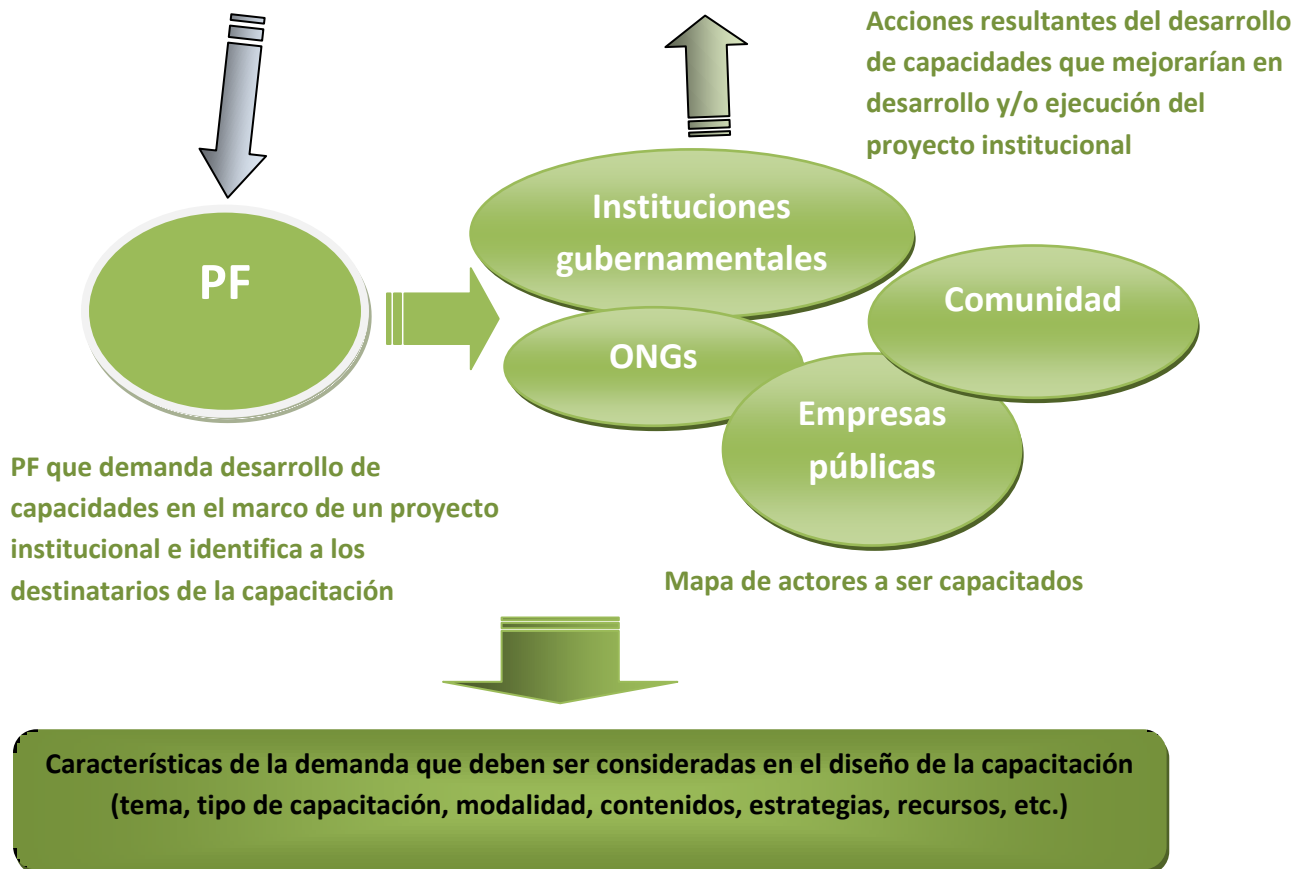 Acciones resultantes del desarrollo
de capacidades que mejorarían en
desarrollo y/o ejecución del
proyecto institucional
Instituciones
gubernamentales
PF
Comunidad
ONGs
Empresas
públicas
PF que demanda desarrollo de
capacidades en el marco de un proyecto
institucional e identifica a los
destinatarios de la capacitación
Mapa de actores a ser capacitados
Características de la demanda que deben ser consideradas en el diseño de la capacitación
(tema, tipo de capacitación, modalidad, contenidos, estrategias, recursos, etc.)